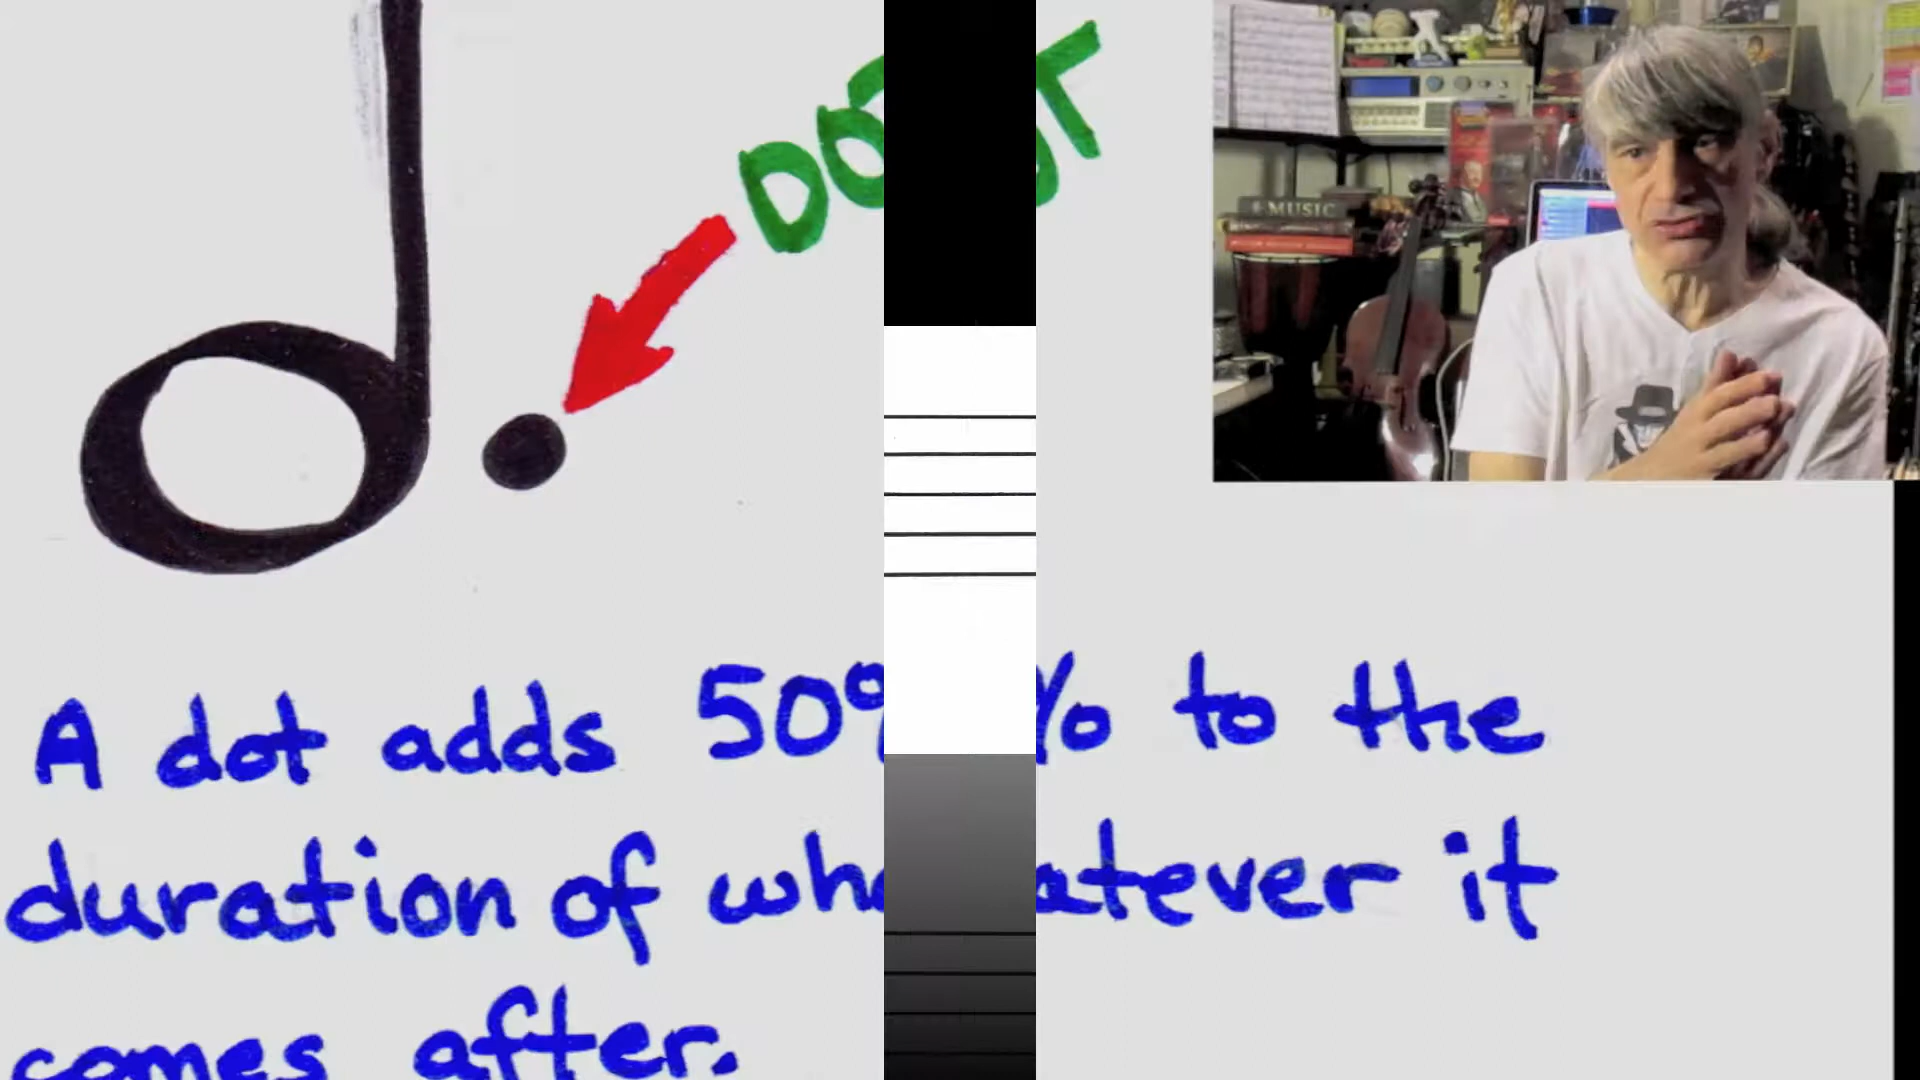 DOT
MUSIC
A dot adds 50% to the
duration of whatever it
comes after.